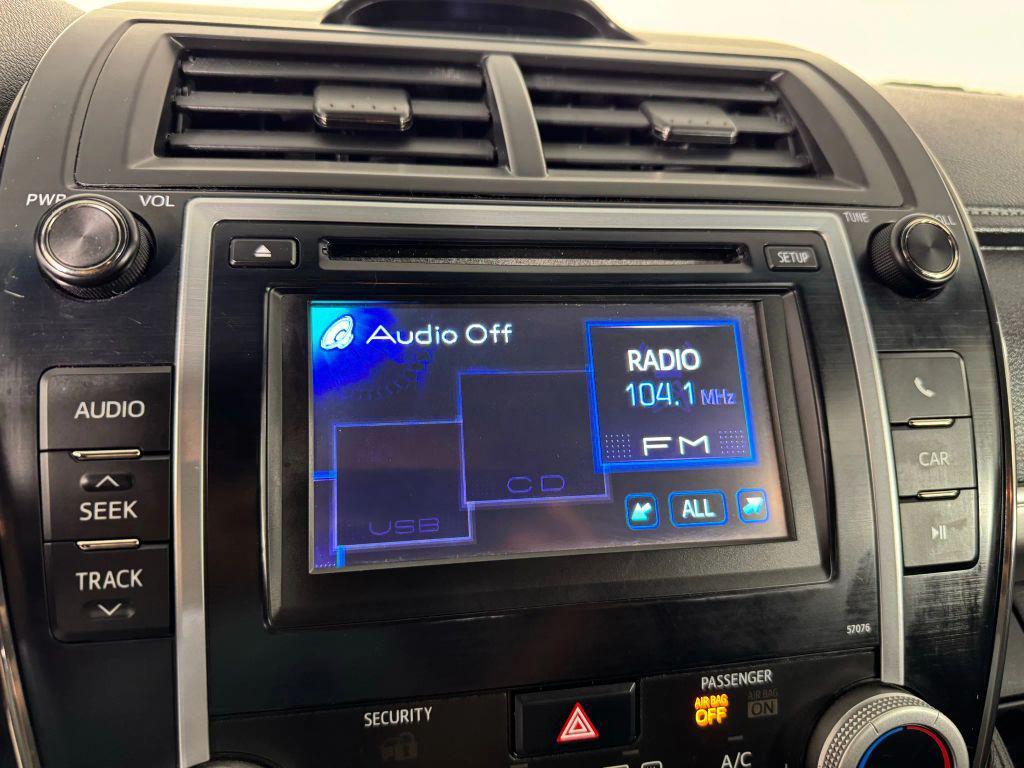 PWR
VOL
TUNE
SETUP
Audio Off
RADIO
104.1 MHz
FM
CD
USB
ALL
AUDIO
SEEK
TRACK
CAR
57076
SECURITY
PASSENGER
AIR BAG
OFF
AIR BAG
ON
A/C